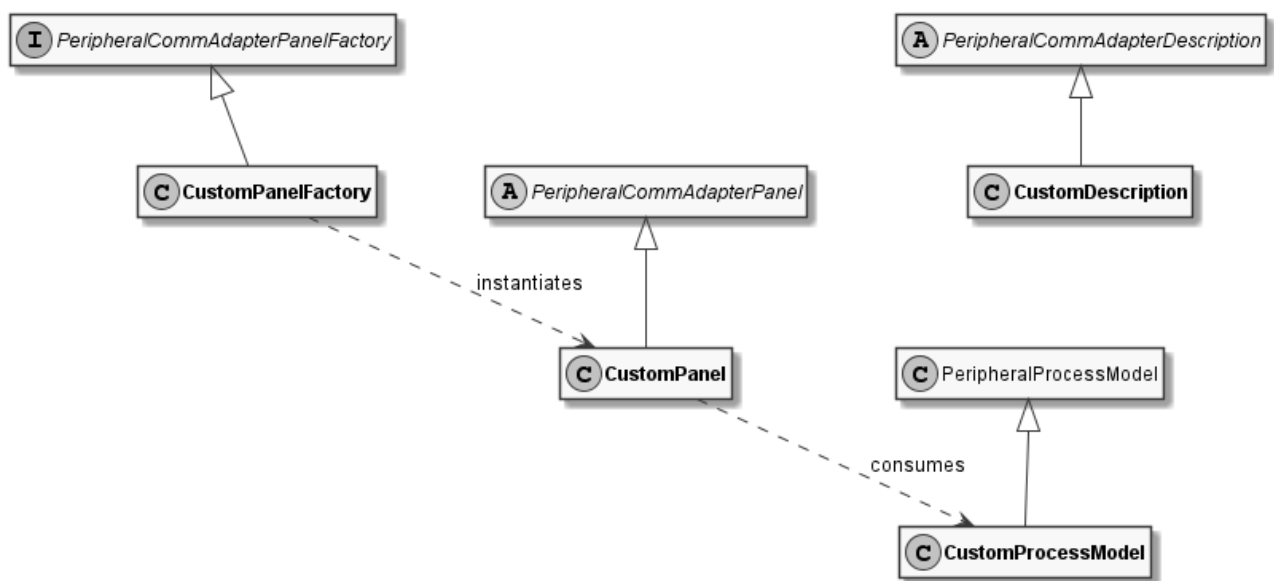 I PeripheralCommAdapterPanelFactory
A PeripheralCommAdapterDescription
C CustomPanelFactory
A PeripheralCommAdapterPanel
C CustomDescription
instantiates
C CustomPanel
C PeripheralProcessModel
consumes
C CustomProcessModel